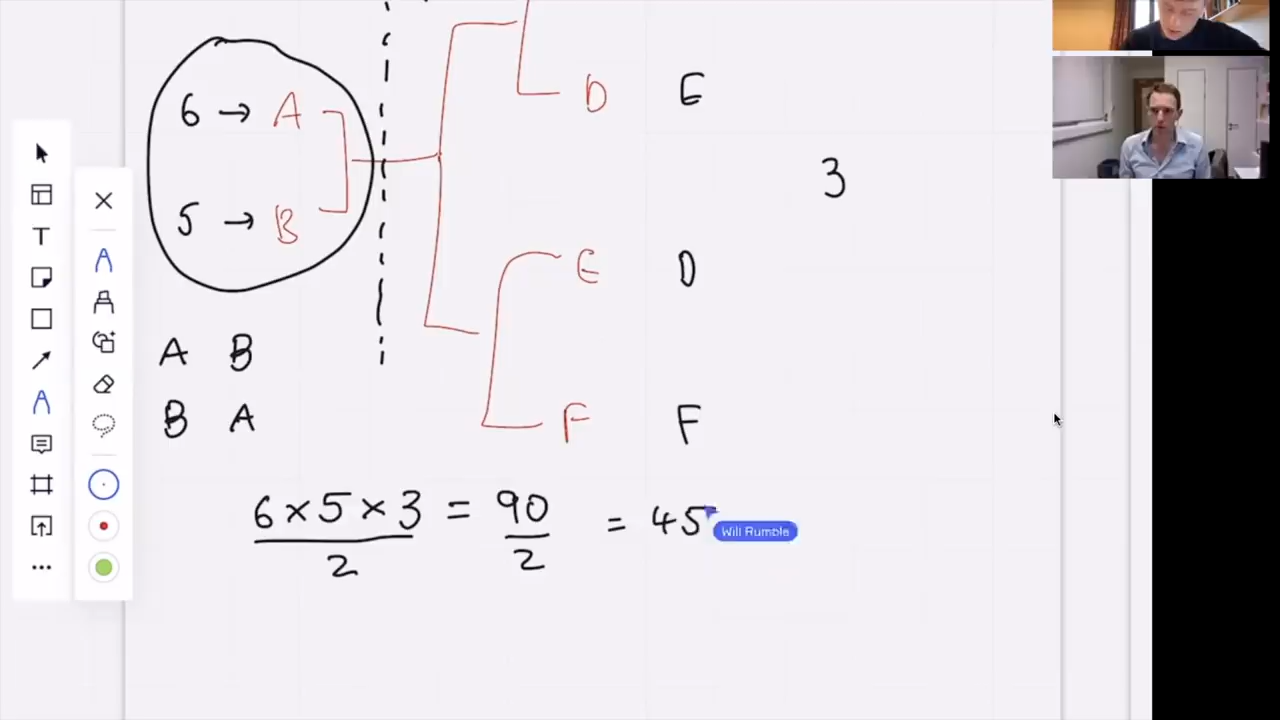 D E
6 → A
3
5 → B
E D
A B
B A
F F
6 × 5 × 3 = 90 = 45
2 2
Will Rumble
T